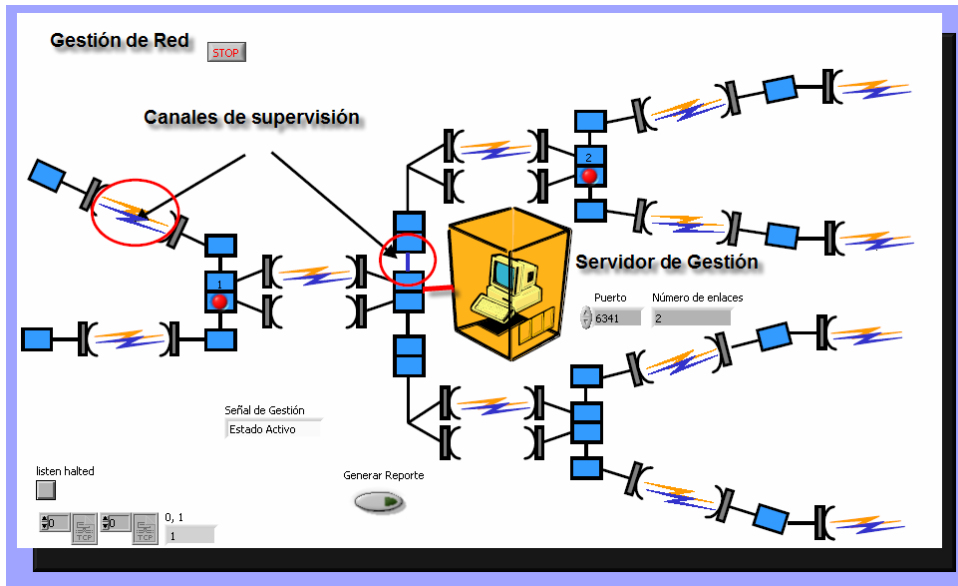 Gestión de Red
STOP
Canales de supervisión
2
1
Servidor de Gestión
Puerto
Número de enlaces
6341
2
Señal de Gestión
Estado Activo
listen halted
Generar Reporte
0
TCP
0
TCP
0, 1
1